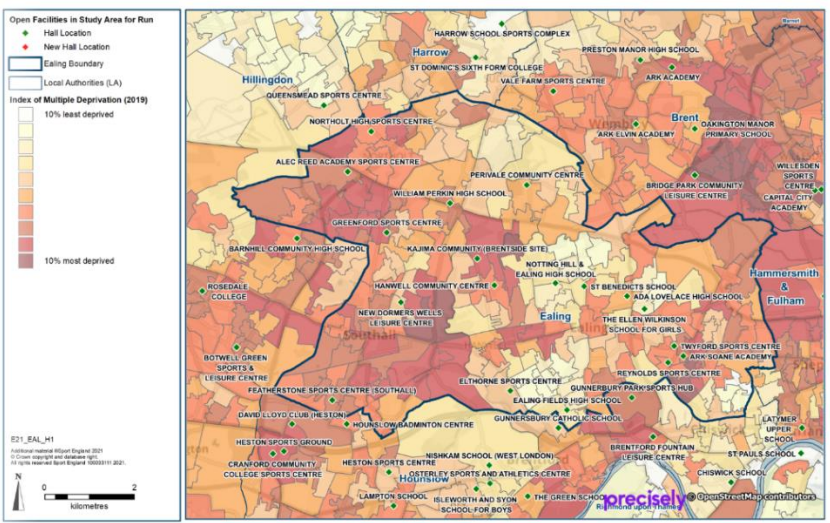 Open Facilities in Study Area for Run
Hall Location
New Hall Location
Ealing Boundary
Local Authorities (LA)
Index of Multiple Deprivation (2019)
10% least deprived
10% most deprived
E21_EAL_H1
Additional material ©Sport England 2021
© Crown copyright and database right.
All rights reserved Sport England 100033111 2021.
N
0
2
kilometres
Barnet
HARROW SCHOOL SPORTS COMPLEX
Harrow
PRESTON MANOR HIGH SCHOOL
ST DOMINIC'S SIXTH FORM COLLEGE
ARK ACADEMY
Hillingdon
VALE FARM SPORTS CENTRE
QUEENSMEAD SPORTS CENTRE
NORTHOLT HIGH SPORTS CENTRE
Wembley
Brent
OAKINGTON MANOR
PRIMARY SCHOOL
ARK ELVIN ACADEMY
ALEC REED ACADEMY SPORTS CENTRE
PERIVALE COMMUNITY CENTRE
WILLESDEN
SPORTS
CENTRE
BRIDGE PARK COMMUNITY
LEISURE CENTRE
CAPITAL CITY
ACADEMY
WILLIAM PERKIN HIGH SCHOOL
GREENFORD SPORTS CENTRE
BARNHILL COMMUNITY HIGH SCHOOL
KAJIMA COMMUNITY (BRENTSIDE SITE)
NOTTING HILL &
EALING HIGH SCHOOL
Hammersmith
&
Fulham
ROSEDALE
COLLEGE
HANWELL COMMUNITY CENTRE
ST BENEDICTS SCHOOL
ADA LOVELACE HIGH SCHOOL
NEW DORMERS WELLS
LEISURE CENTRE
Ealing
THE ELLEN WILKINSON
SCHOOL FOR GIRLS
Southall
Ealing
TWYFORD SPORTS CENTRE
ARK SOANE ACADEMY
BOTWELL GREEN
SPORTS &
LEISURE CENTRE
REYNOLDS SPORTS CENTRE
ELTHORNE SPORTS CENTRE
GUNNERBURY PARK SPORTS HUB
FEATHERSTONE SPORTS CENTRE (SOUTHALL)
EALING FIELDS HIGH SCHOOL
DAVID LLOYD CLUB (HESTON)
HOUNSLOW BADMINTON CENTRE
GUNNERSBURY CATHOLIC SCHOOL
Chiswick
LATYMER
UPPER
SCHOOL
HESTON SPORTS GROUND
BRENTFORD FOUNTAIN
LEISURE CENTRE
ST PAULS SCHOOL
CRANFORD COMMUNITY
COLLEGE SPORTS CENTRE
HESTON SPORTS CENTRE
NISHKAM SCHOOL (WEST LONDON)
Hounslow
OSTERLEY SPORTS AND ATHLETICS CENTRE
CHISWICK SCHOOL
LAMPTON SCHOOL
ISLEWORTH AND SYON
SCHOOL FOR BOYS
THE GREEN SCHOO
precisely
© OpenStreetMap contributors
Richmond upon Thames